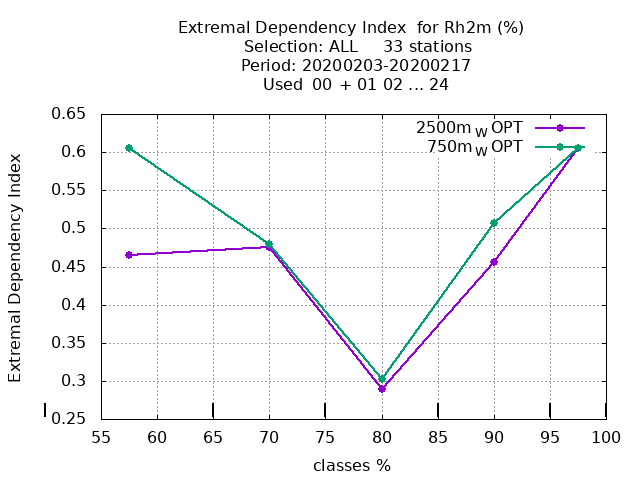 Extremal Dependency Index  for Rh2m (%)
Selection: ALL     33 stations
Period: 20200203-20200217
Used  00 + 01 02 ... 24
Extremal Dependency Index
0.65
0.6
0.55
0.5
0.45
0.4
0.35
0.3
0.25
2500m W OPT
750m W OPT
55 60 65 70 75 80 85 90 95 100
classes %